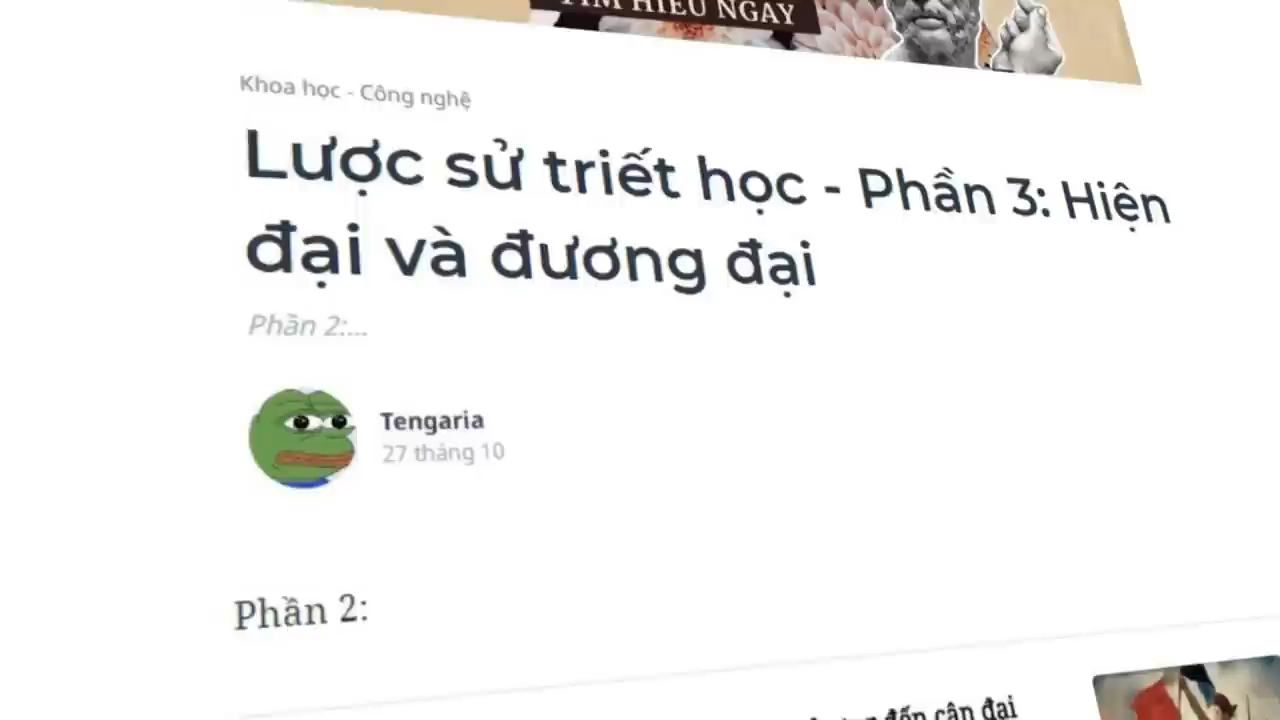 TÌM HIỂU NGAY
Khoa học - Công nghệ
Lược sử triết học - Phần 3: Hiện
đại và đương đại
Phần 2:...
Tengaria
27 tháng 10
Phần 2:
đến cận đại